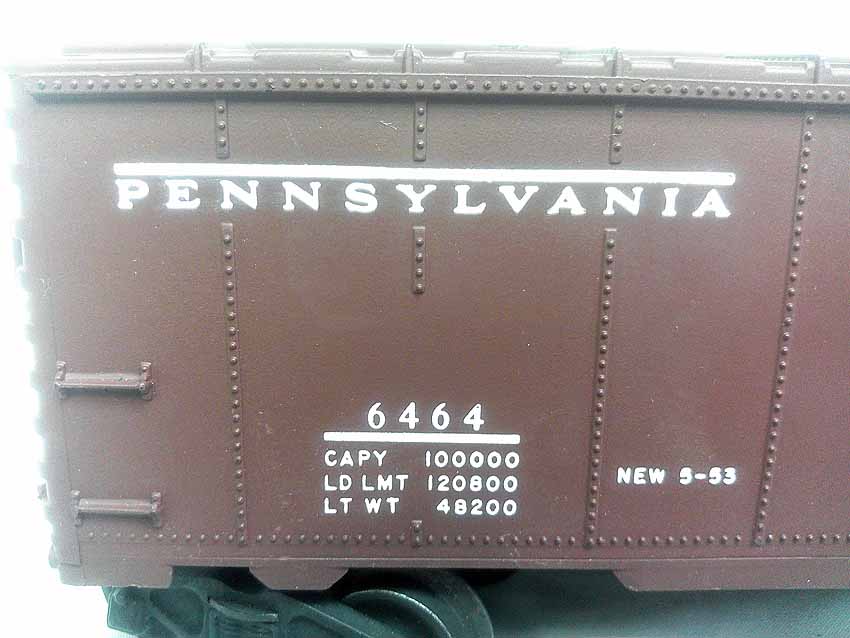 PENNSYLVANIA
6464
CAPY 100000
LD LMT 120800
LT WT 48200
NEW 5-53